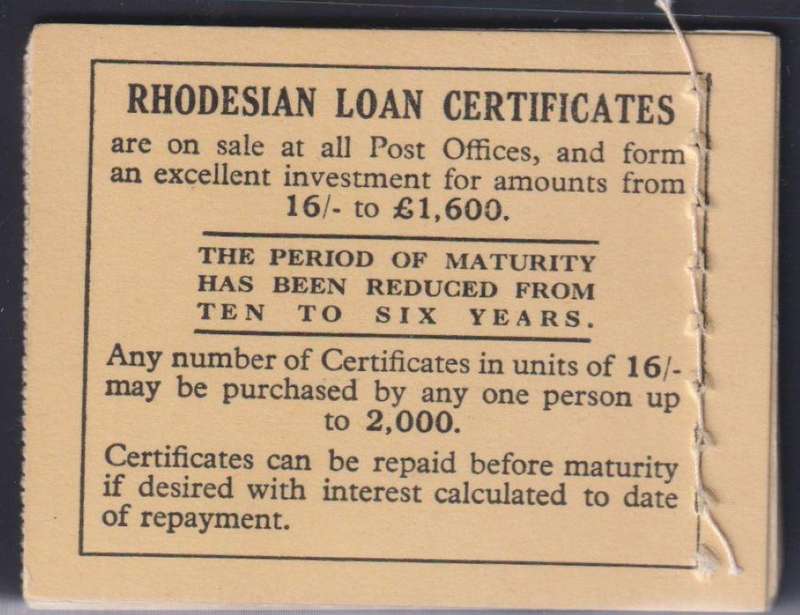 RHODESIAN LOAN CERTIFICATES
are on sale at all Post Offices, and form
an excellent investment for amounts from
16/- to £1,600.
THE PERIOD OF MATURITY
HAS BEEN REDUCED FROM
TEN TO SIX YEARS.
Any number of Certificates in units of 16/-
may be purchased by any one person up
to 2,000.
Certificates can be repaid before maturity
if desired with interest calculated to date
of repayment.